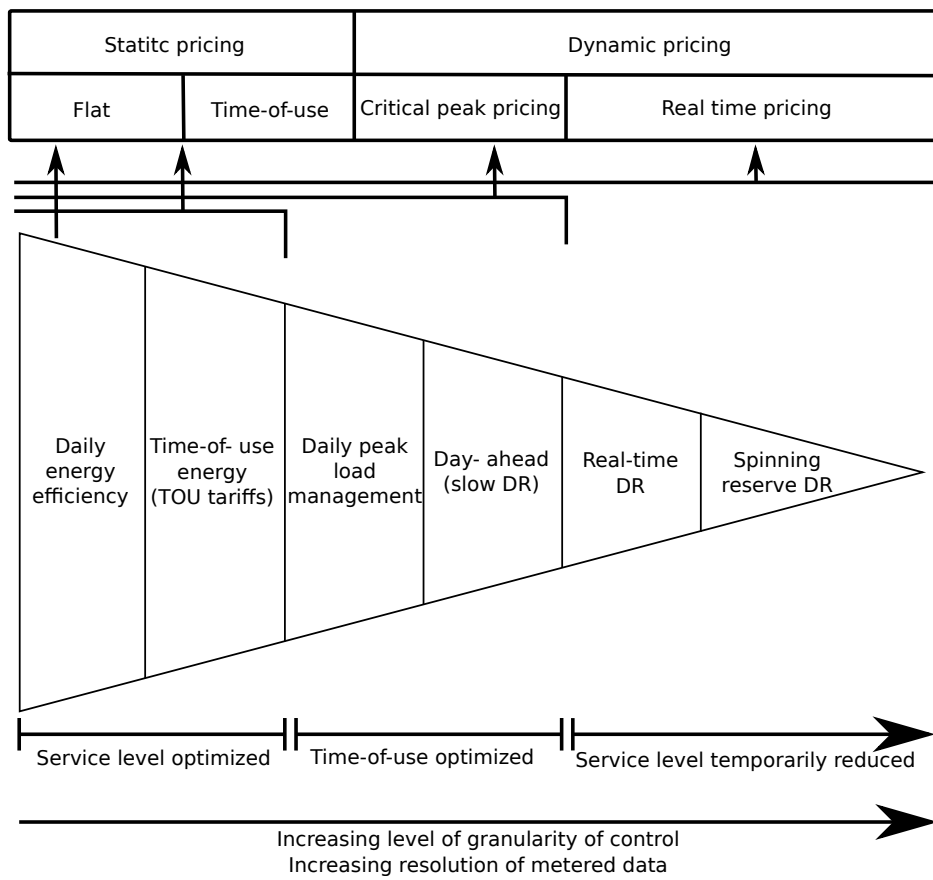 Statitc pricing
Dynamic pricing
Flat
Time-of-use
Critical peak pricing
Real time pricing
Daily
energy
efficiency
Time-of- use
energy
(TOU tariffs)
Daily peak
load
management
Day- ahead
(slow DR)
Real-time
DR
Spinning
reserve DR
Service level optimized
Time-of-use optimized
Service level temporarily reduced
Increasing level of granularity of control
Increasing resolution of metered data